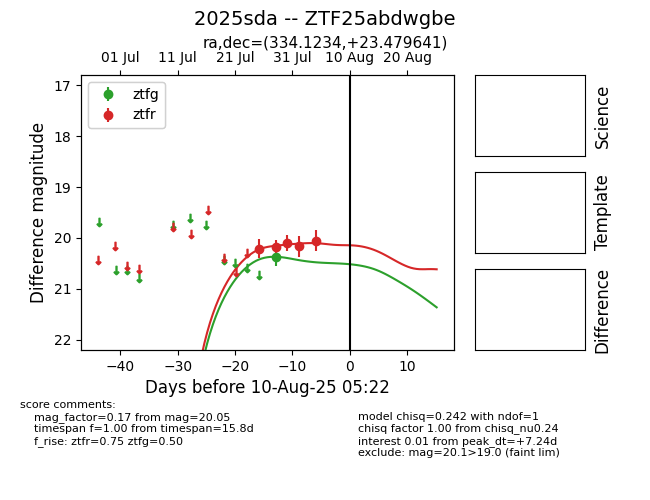 2025sda -- ZTF25abdwgbe
ra,dec=(334.1234,+23.479641)
01 Jul 11 Jul 21 Jul 31 Jul 10 Aug 20 Aug
ztfg
ztfr
17
18
19
20
21
22
Difference magnitude
−40 −30 −20 −10 0 10
Days before 10-Aug-25 05:22
Science
Template
Difference
score comments:
mag_factor=0.17 from mag=20.05
timespan f=1.00 from timespan=15.8d
f_rise: ztfr=0.75 ztfg=0.50
model chisq=0.242 with ndof=1
chisq factor 1.00 from chisq_nu0.24
interest 0.01 from peak_dt=+7.24d
exclude: mag=20.1>19.0 (faint lim)